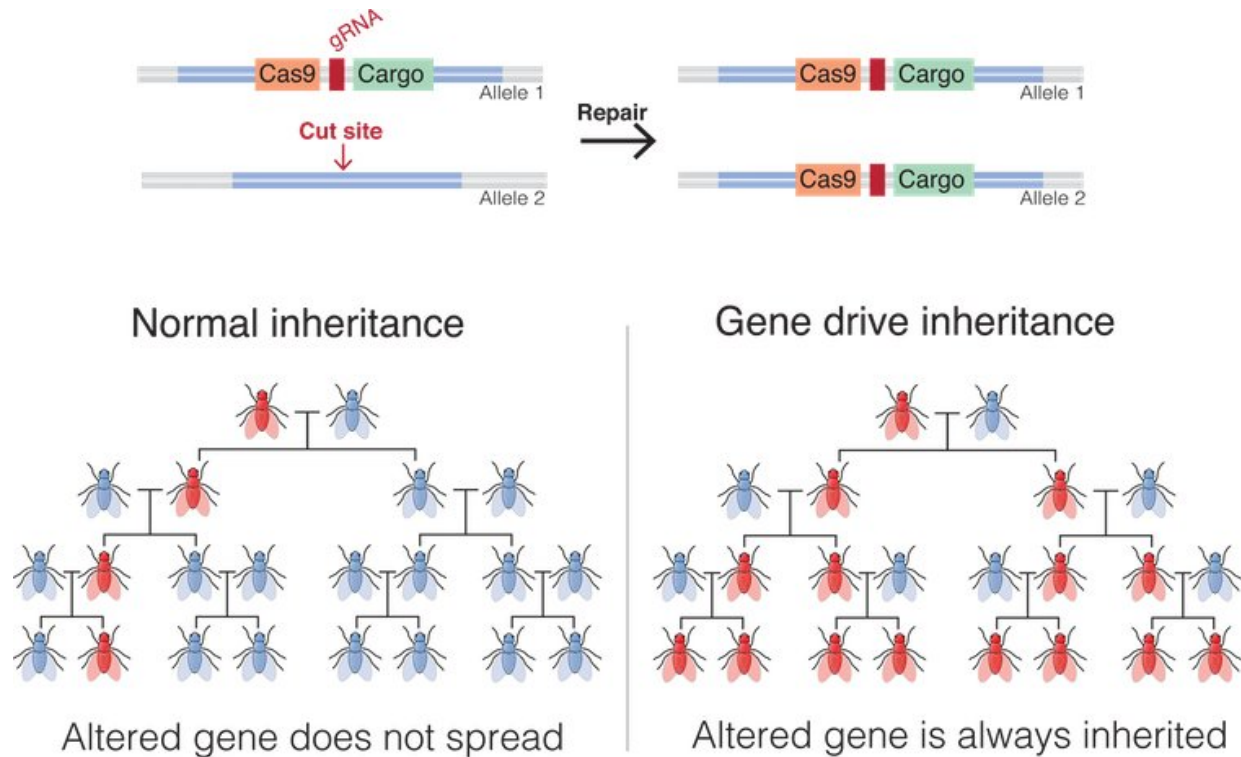 gRNA
Cas9 Cargo
Allele 1
Cut site
Allele 2
Repair
Cas9 Cargo
Allele 1
Cas9 Cargo
Allele 2
Normal inheritance
Gene drive inheritance
Altered gene does not spread
Altered gene is always inherited